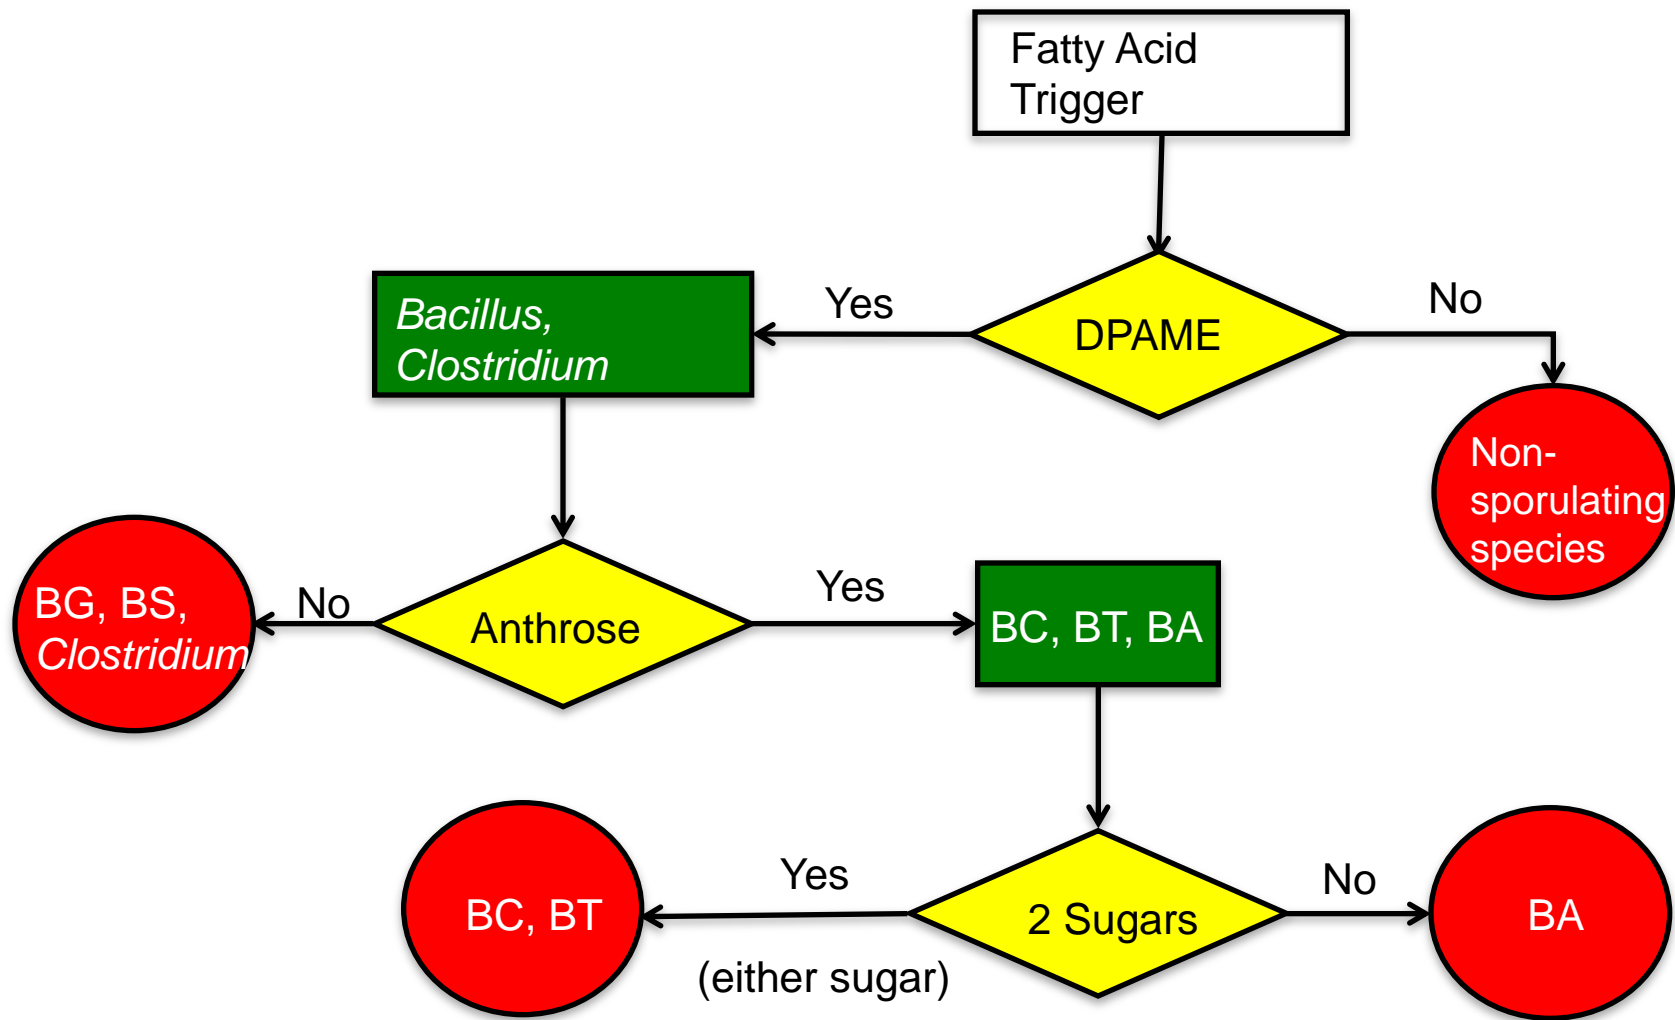 Fatty Acid
Trigger
Yes
No
DPAME
Bacillus,
Clostridium
Non-
sporulating
species
No
Yes
BG, BS,
Clostridium
Anthrose
BC, BT, BA
Yes
No
BC, BT
2 Sugars
BA
(either sugar)